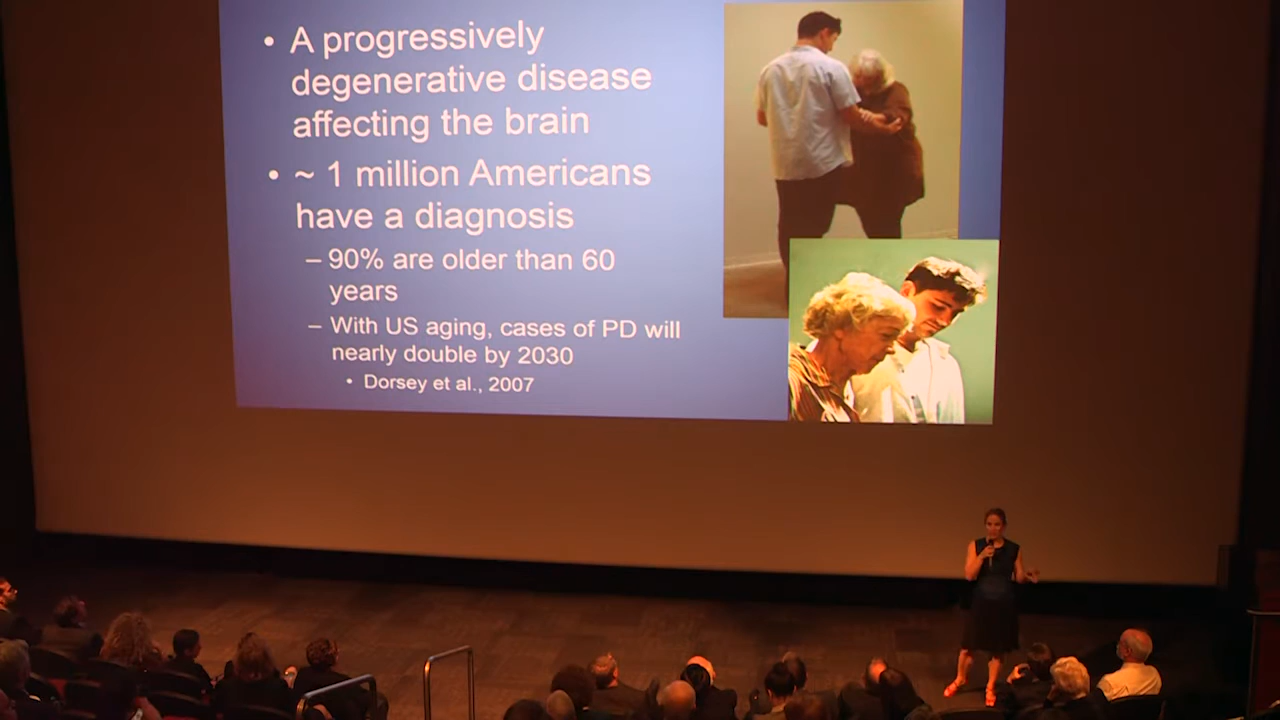 • A progressively
degenerative disease
affecting the brain
• ~ 1 million Americans
have a diagnosis
– 90% are older than 60
years
– With US aging, cases of PD will
nearly double by 2030
• Dorsey et al., 2007